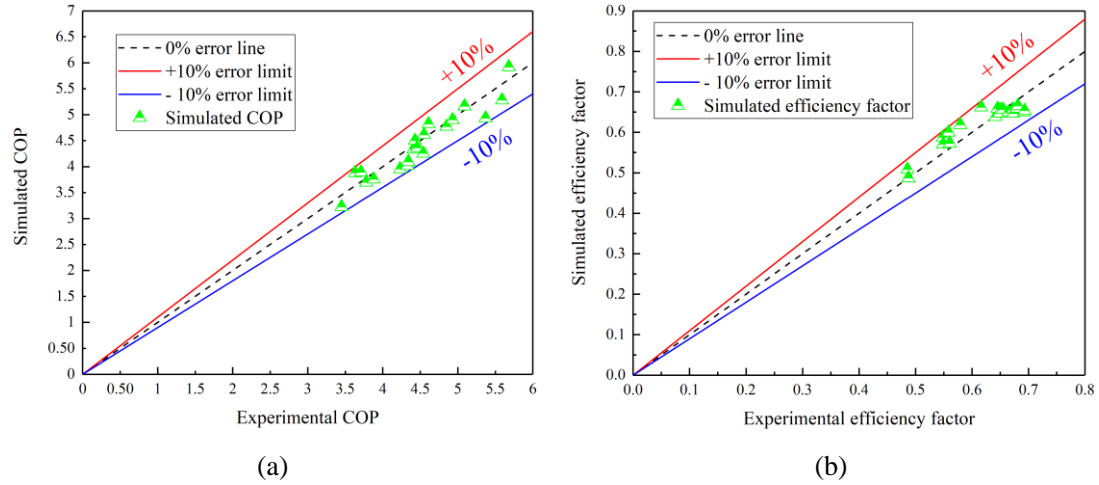 7
6.5
6
5.5
5
4.5
4
3.5
3
2.5
2
1.5
1
0.50
0
Simulated COP
0% error line
+10% error limit
- 10% error limit
Simulated COP
+10%
-10%
0 0.50 1 1.5 2 2.5 3 3.5 4 4.5 5 5.5 6
Experimental COP
(a)
0.9
0.8
0.7
0.6
0.5
0.4
0.3
0.2
0.1
0.0
Simulated efficiency factor
0% error line
+10% error limit
- 10% error limit
Simulated efficiency factor
+10%
-10%
0.0 0.1 0.2 0.3 0.4 0.5 0.6 0.7 0.8
Experimental efficiency factor
(b)